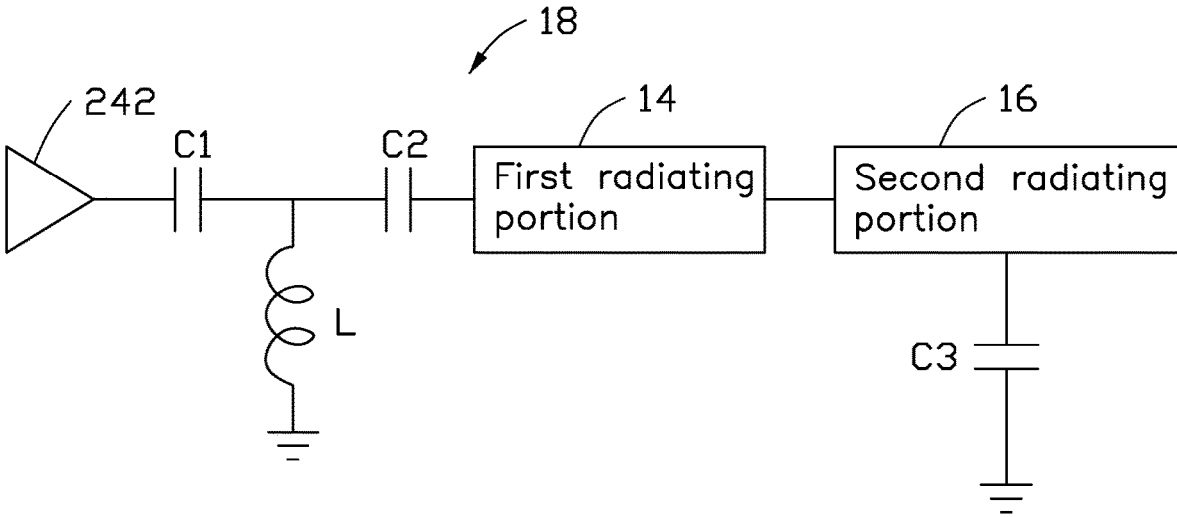 18
242
14
16
C1
C2
First radiating
portion
Second radiating
portion
L
C3